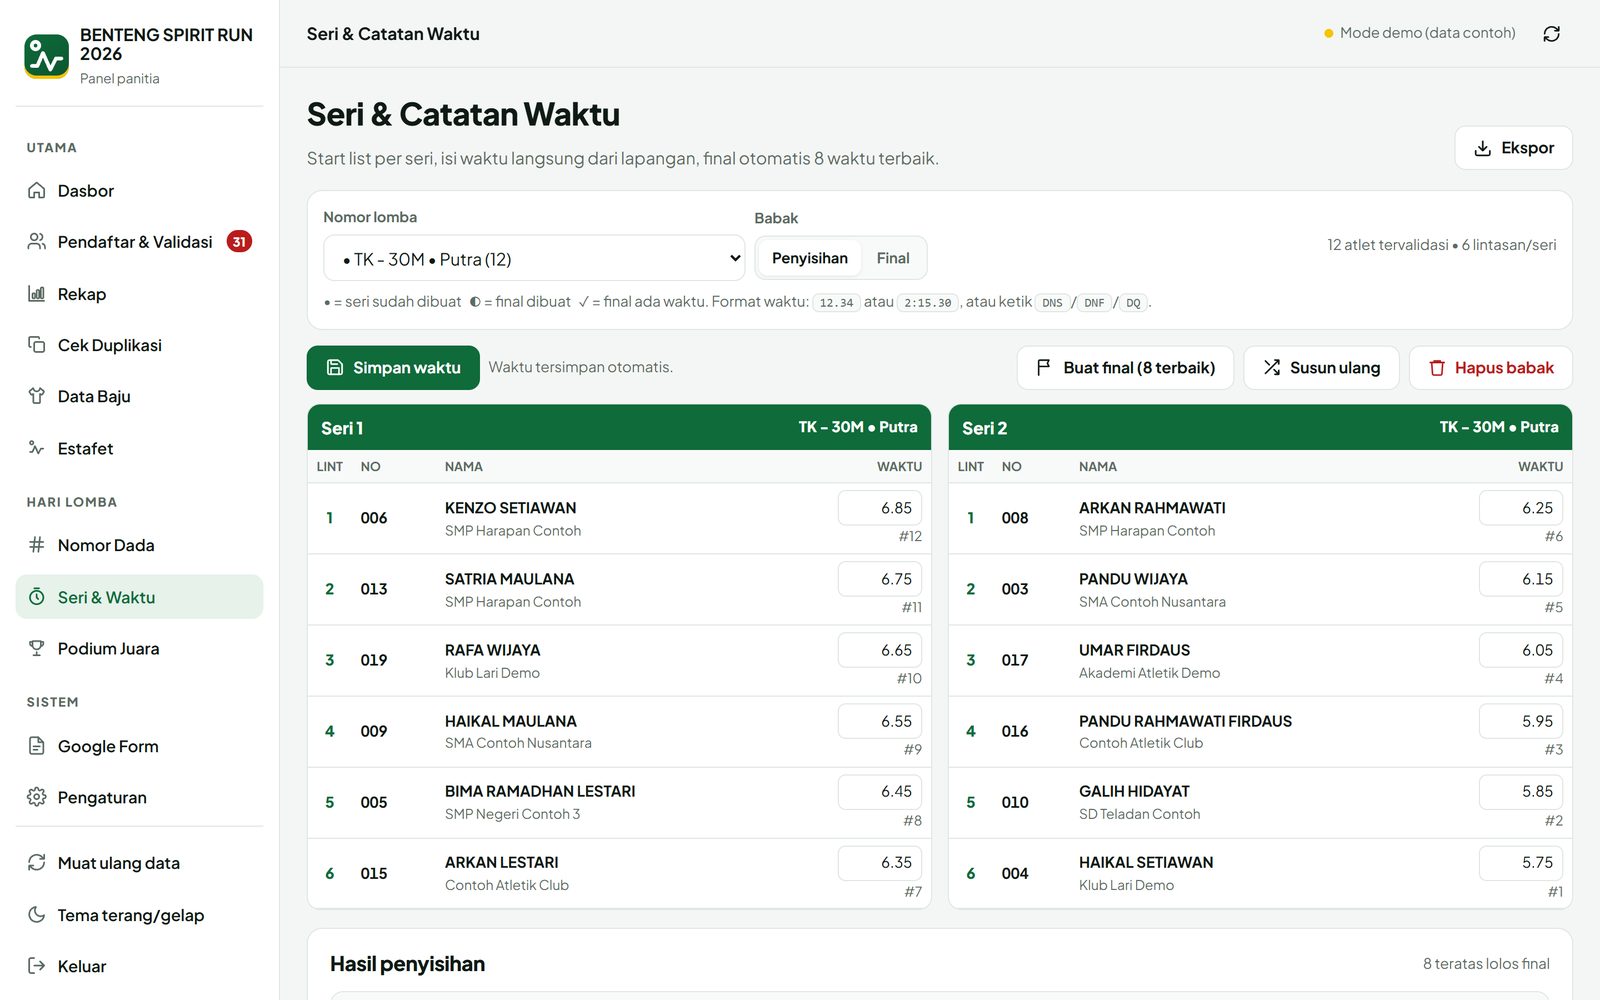 BENTENG SPIRIT RUN
2026
Panel panitia
UTAMA
Dasbor
Pendaftar & Validasi 31
Rekap
Cek Duplikasi
Data Baju
Estafet
HARI LOMBA
Nomor Dada
Seri & Waktu
Podium Juara
SISTEM
Google Form
Pengaturan
Muat ulang data
Tema terang/gelap
Keluar
Seri & Catatan Waktu
Mode demo (data contoh)
Seri & Catatan Waktu
Start list per seri, isi waktu langsung dari lapangan, final otomatis 8 waktu terbaik.
Ekspor
Nomor lomba
Babak
• TK - 30M • Putra (12)
Penyisihan Final
12 atlet tervalidasi • 6 lintasan/seri
• = seri sudah dibuat ◐ = final dibuat ✓ = final ada waktu. Format waktu: 12.34 atau 2:15.30, atau ketik DNS/DNF/DQ.
Simpan waktu
Waktu tersimpan otomatis.
Buat final (8 terbaik)
Susun ulang
Hapus babak
Seri 1 TK - 30M • Putra
LINT NO NAMA WAKTU
1 006 KENZO SETIAWAN 6.85
SMP Harapan Contoh #12
2 013 SATRIA MAULANA 6.75
SMP Harapan Contoh #11
3 019 RAFA WIJAYA 6.65
Klub Lari Demo #10
4 009 HAIKAL MAULANA 6.55
SMA Contoh Nusantara #9
5 005 BIMA RAMADHAN LESTARI 6.45
SMP Negeri Contoh 3 #8
6 015 ARKAN LESTARI 6.35
Contoh Atletik Club #7
Seri 2 TK - 30M • Putra
LINT NO NAMA WAKTU
1 008 ARKAN RAHMAWATI 6.25
SMP Harapan Contoh #6
2 003 PANDU WIJAYA 6.15
SMA Contoh Nusantara #5
3 017 UMAR FIRDAUS 6.05
Akademi Atletik Demo #4
4 016 PANDU RAHMAWATI FIRDAUS 5.95
Contoh Atletik Club #3
5 010 GALIH HIDAYAT 5.85
SD Teladan Contoh #2
6 004 HAIKAL SETIAWAN 5.75
Klub Lari Demo #1
Hasil penyisihan
8 teratas lolos final